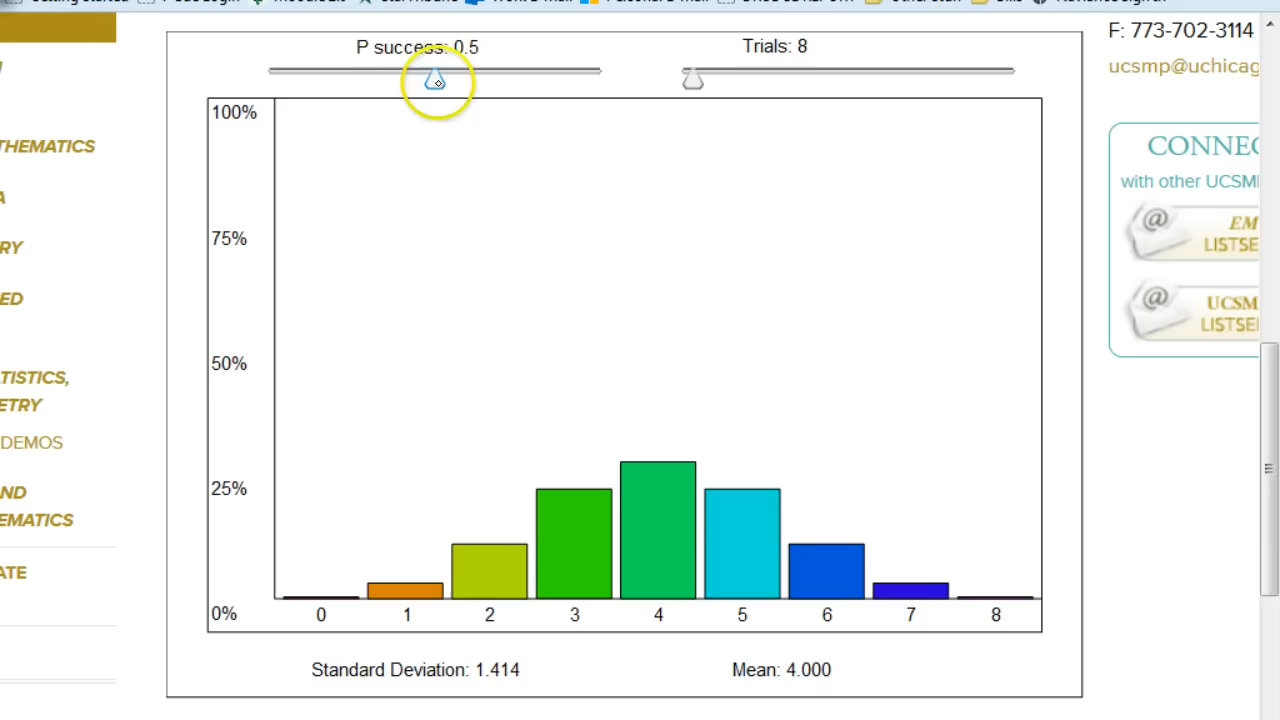 P success: 0.5
Trials: 8
100%
75%
50%
25%
0%
0 1 2 3 4 5 6 7 8
Standard Deviation: 1.414
Mean: 4.000
THEMATICS
A
RY
ED
TISTICS,
ETRY
DEMOS
ND
EMATICS
ATE
F: 773-702-3114
ucsmp@uchicag
CONNEC
with other UCSM
@
EM
LISTSE
@
UCSM
LISTSE